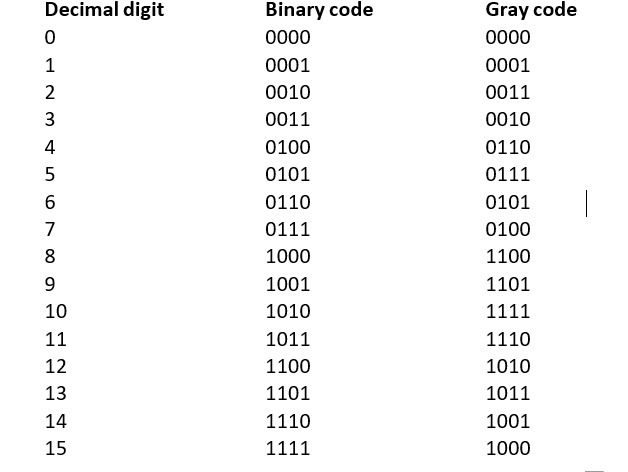 Decimal digit Binary code Gray code
0 0000 0000
1 0001 0001
2 0010 0011
3 0011 0010
4 0100 0110
5 0101 0111
6 0110 0101
7 0111 0100
8 1000 1100
9 1001 1101
10 1010 1111
11 1011 1110
12 1100 1010
13 1101 1011
14 1110 1001
15 1111 1000